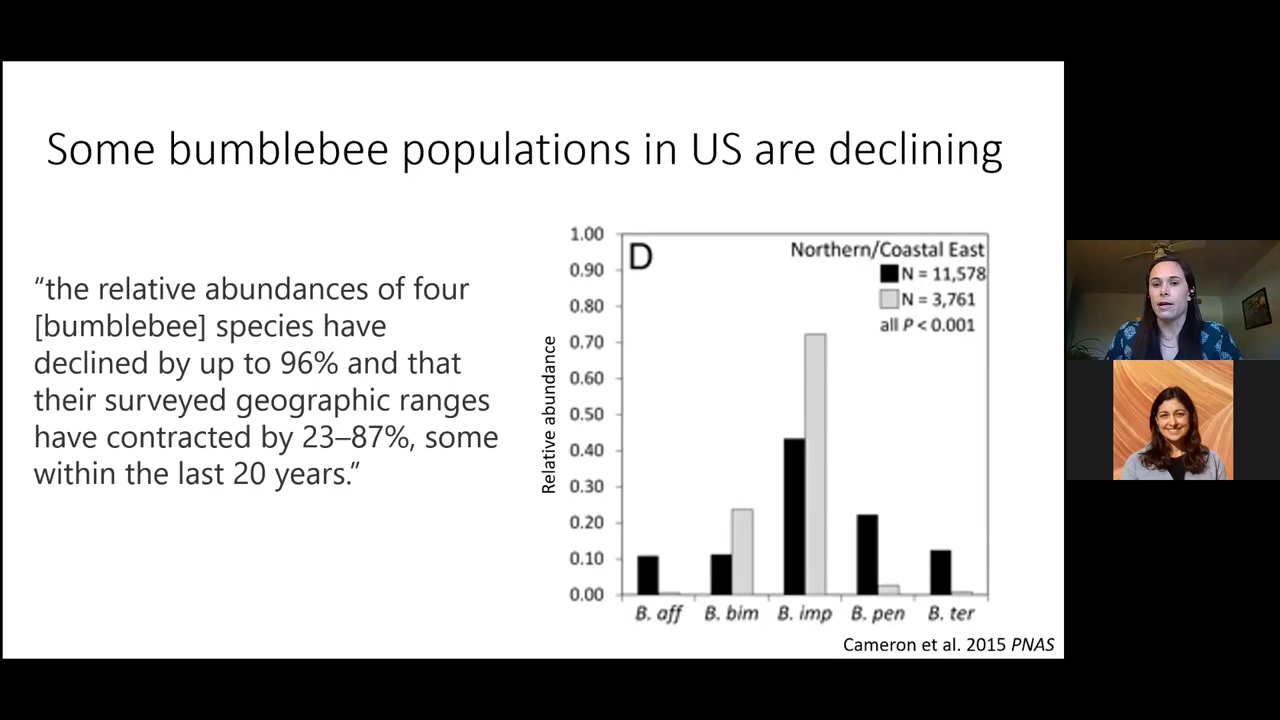 Some bumblebee populations in US are declining
“the relative abundances of four
[bumblebee] species have
declined by up to 96% and that
their surveyed geographic ranges
have contracted by 23–87%, some
within the last 20 years.”
D
Northern/Coastal East
N = 11,578
N = 3,761
all P < 0.001
Relative abundance
1.00
0.90
0.80
0.70
0.60
0.50
0.40
0.30
0.20
0.10
0.00
B. aff B. bim B. imp B. pen B. ter
Cameron et al. 2015 PNAS